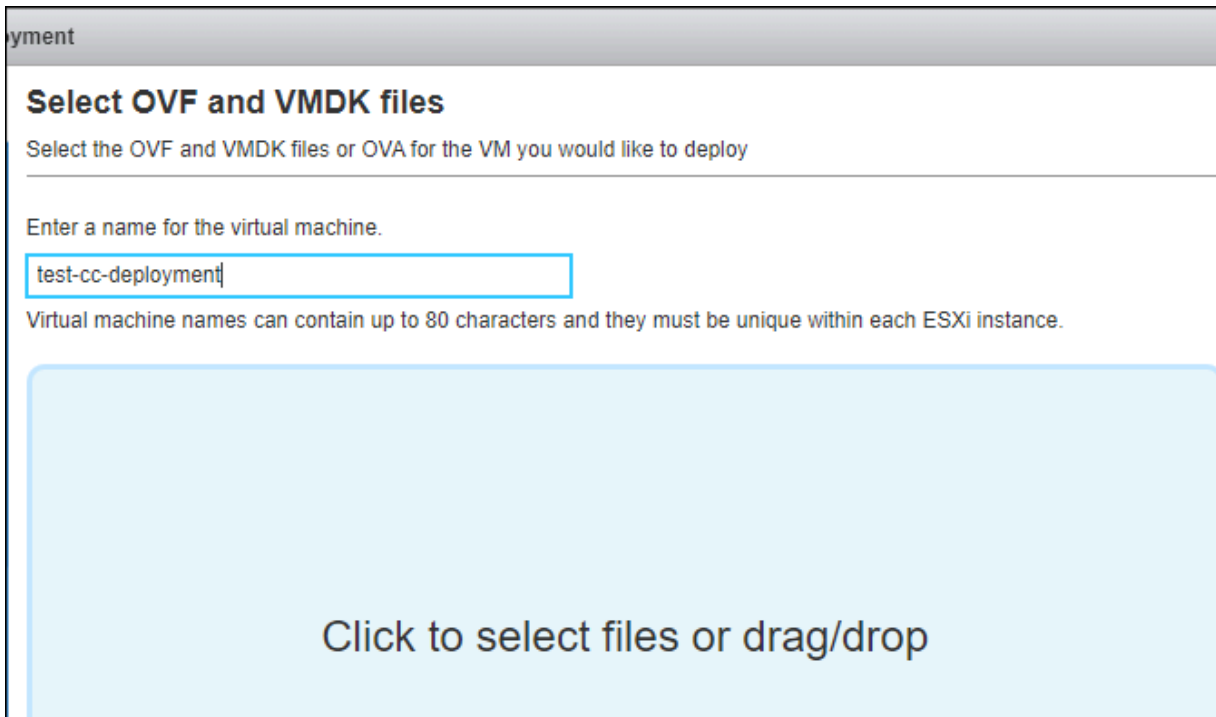 yment
Select OVF and VMDK files
Select the OVF and VMDK files or OVA for the VM you would like to deploy
Enter a name for the virtual machine.
test-cc-deployment
Virtual machine names can contain up to 80 characters and they must be unique within each ESXi instance.
Click to select files or drag/drop